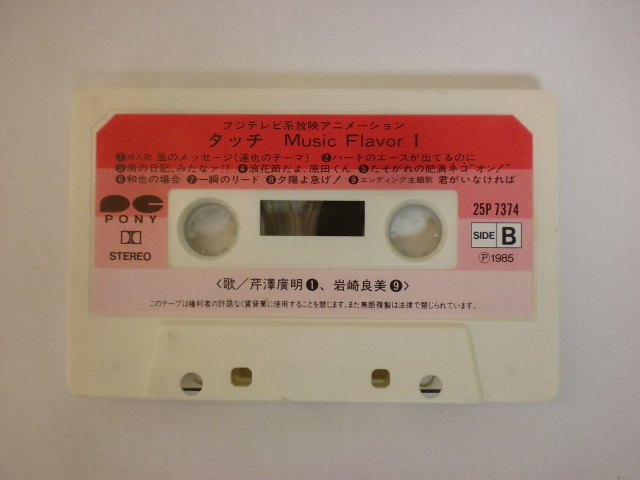 フジテレビ系放映アニメーション
タッチ Music Flavor 1
❶挿入歌 風のメッセージ(達也のテーマ) ❷ハートのエースが出てるのに
❸南の日記、みたなァ!? ❹浪花節だよ、原田くん ❺たそがれの肥満ネコ"オン!"
❻和也の場合 ❼一瞬のリード ❽夕陽よ急げ! ❾エンディング主題歌 君がいなければ
PONY
STEREO
25P 7374
SIDE B
Ⓟ1985
〈歌/芹澤廣明❶、岩崎良美❾〉
このテープは権利者の許諾なく賃貸業に使用することを禁じます。また無断複製は法律で禁じられています。